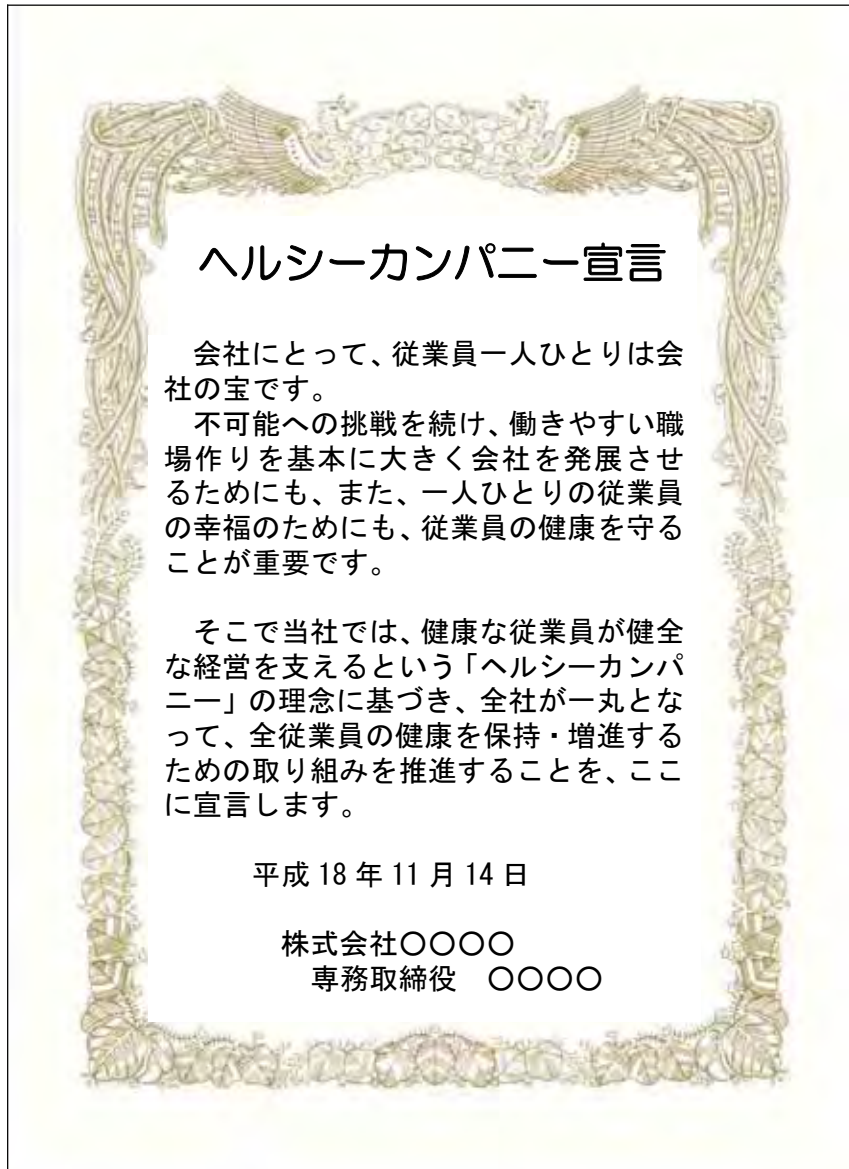 ヘルシーカンパニー宣言
　会社にとって、従業員一人ひとりは会
社の宝です。
　不可能への挑戦を続け、働きやすい職
場作りを基本に大きく会社を発展させ
るためにも、また、一人ひとりの従業員
の幸福のためにも、従業員の健康を守る
ことが重要です。
　そこで当社では、健康な従業員が健全
な経営を支えるという「ヘルシーカンパ
ニー」の理念に基づき、全社が一丸とな
って、全従業員の健康を保持・増進する
ための取り組みを推進することを、ここ
に宣言します。
平成 18 年 11 月 14 日
株式会社〇〇〇〇
専務取締役　〇〇〇〇